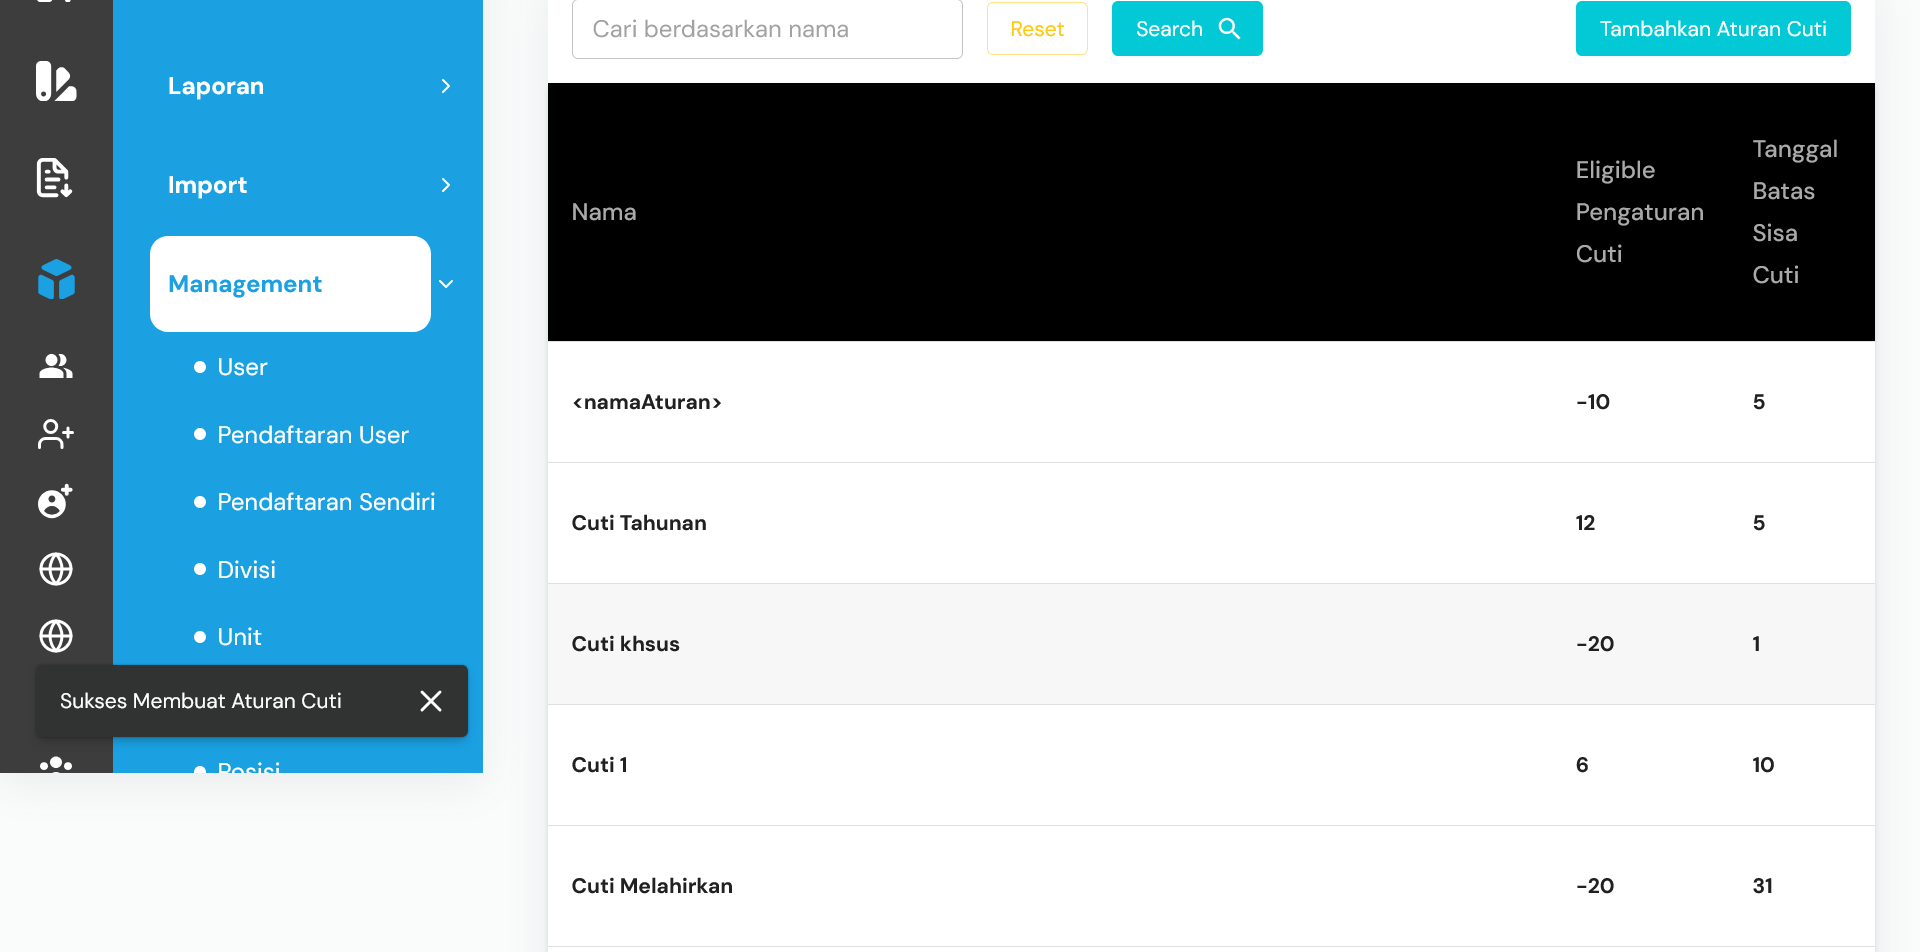 Laporan
Import
Management
User
Pendaftaran User
Pendaftaran Sendiri
Divisi
Unit
Sukses Membuat Aturan Cuti
Posisi
Cari berdasarkan nama
Reset
Search
Tambahkan Aturan Cuti
Nama
Eligible
Pengaturan
Cuti
Tanggal
Batas
Sisa
Cuti
<namaAturan> -10 5
Cuti Tahunan 12 5
Cuti khsus -20 1
Cuti 1 6 10
Cuti Melahirkan -20 31